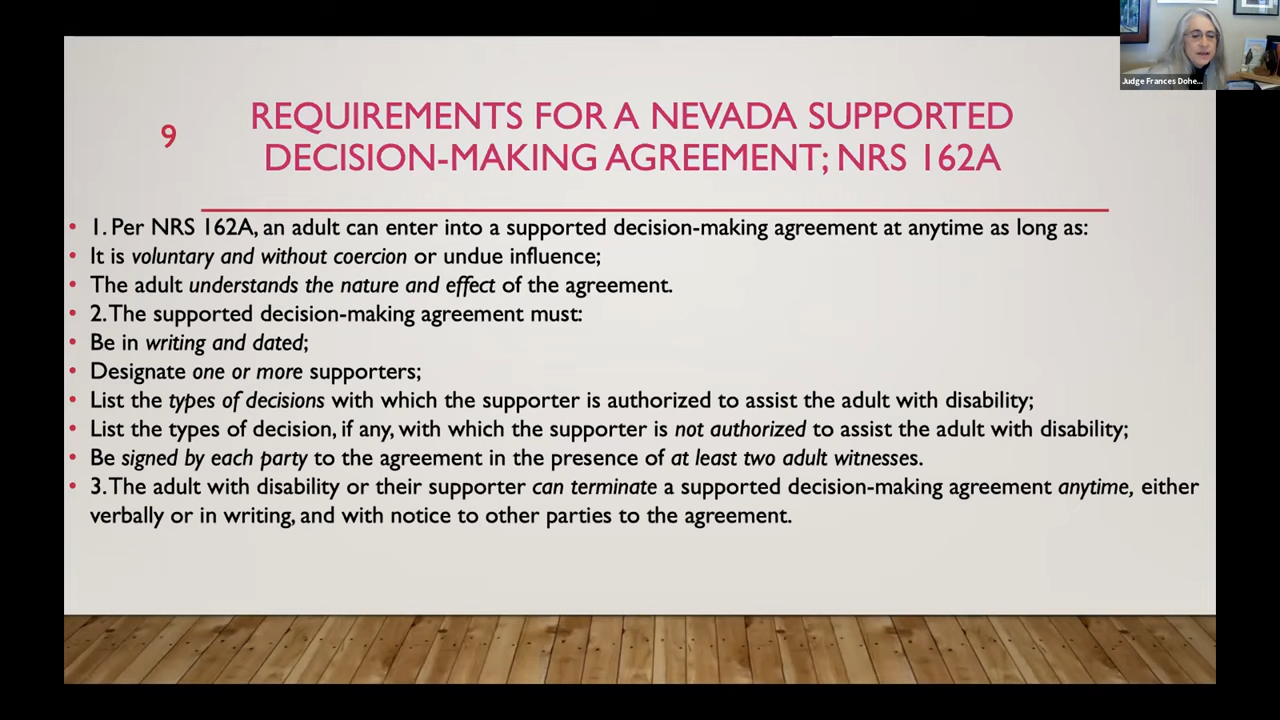 Judge Frances Dohe...
9
REQUIREMENTS FOR A NEVADA SUPPORTED
DECISION-MAKING AGREEMENT; NRS 162A
• 1. Per NRS 162A, an adult can enter into a supported decision-making agreement at anytime as long as:
• It is voluntary and without coercion or undue influence;
• The adult understands the nature and effect of the agreement.
• 2. The supported decision-making agreement must:
• Be in writing and dated;
• Designate one or more supporters;
• List the types of decisions with which the supporter is authorized to assist the adult with disability;
• List the types of decision, if any, with which the supporter is not authorized to assist the adult with disability;
• Be signed by each party to the agreement in the presence of at least two adult witnesses.
• 3. The adult with disability or their supporter can terminate a supported decision-making agreement anytime, either
verbally or in writing, and with notice to other parties to the agreement.